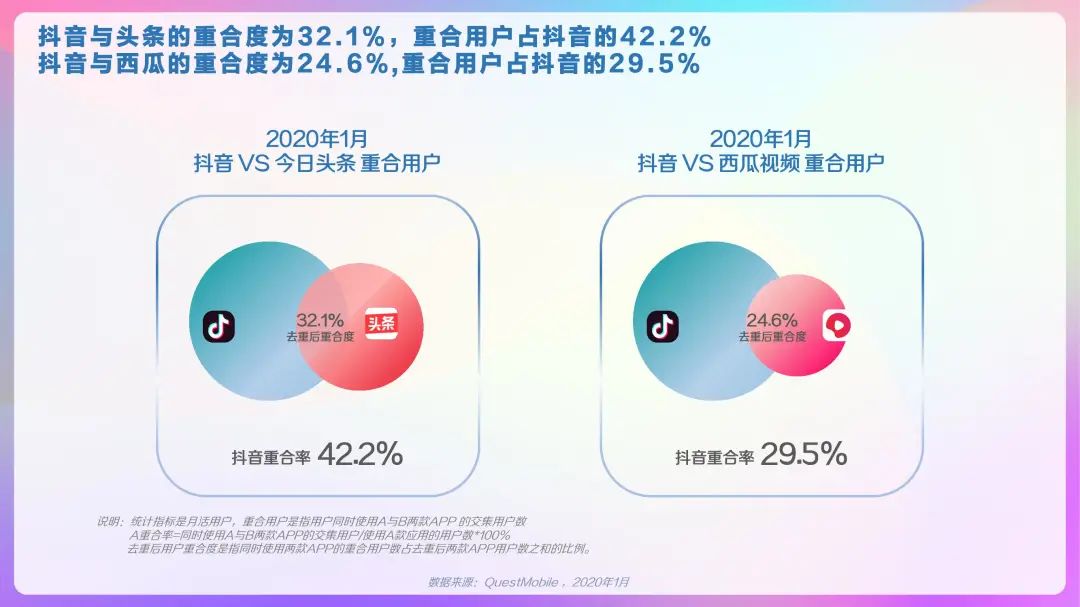 抖音与头条的重合度为32.1%，重合用户占抖音的42.2%
抖音与西瓜的重合度为24.6%,重合用户占抖音的29.5%
2020年1月
抖音 VS 今日头条 重合用户
32.1%
去重后重合度
头条
抖音重合率 42.2%
2020年1月
抖音 VS 西瓜视频 重合用户
24.6%
去重后重合度
抖音重合率 29.5%
说明：统计指标是月活用户，重合用户是指用户同时使用A与B两款APP 的交集用户数
A重合率=同时使用A与B两款APP的交集用户数/使用A款应用的用户数*100%
去重后用户重合度是指同时使用两款APP的重合用户数占去重后两款APP用户数之和的比例。
数据来源：QuestMobile ，2020年1月